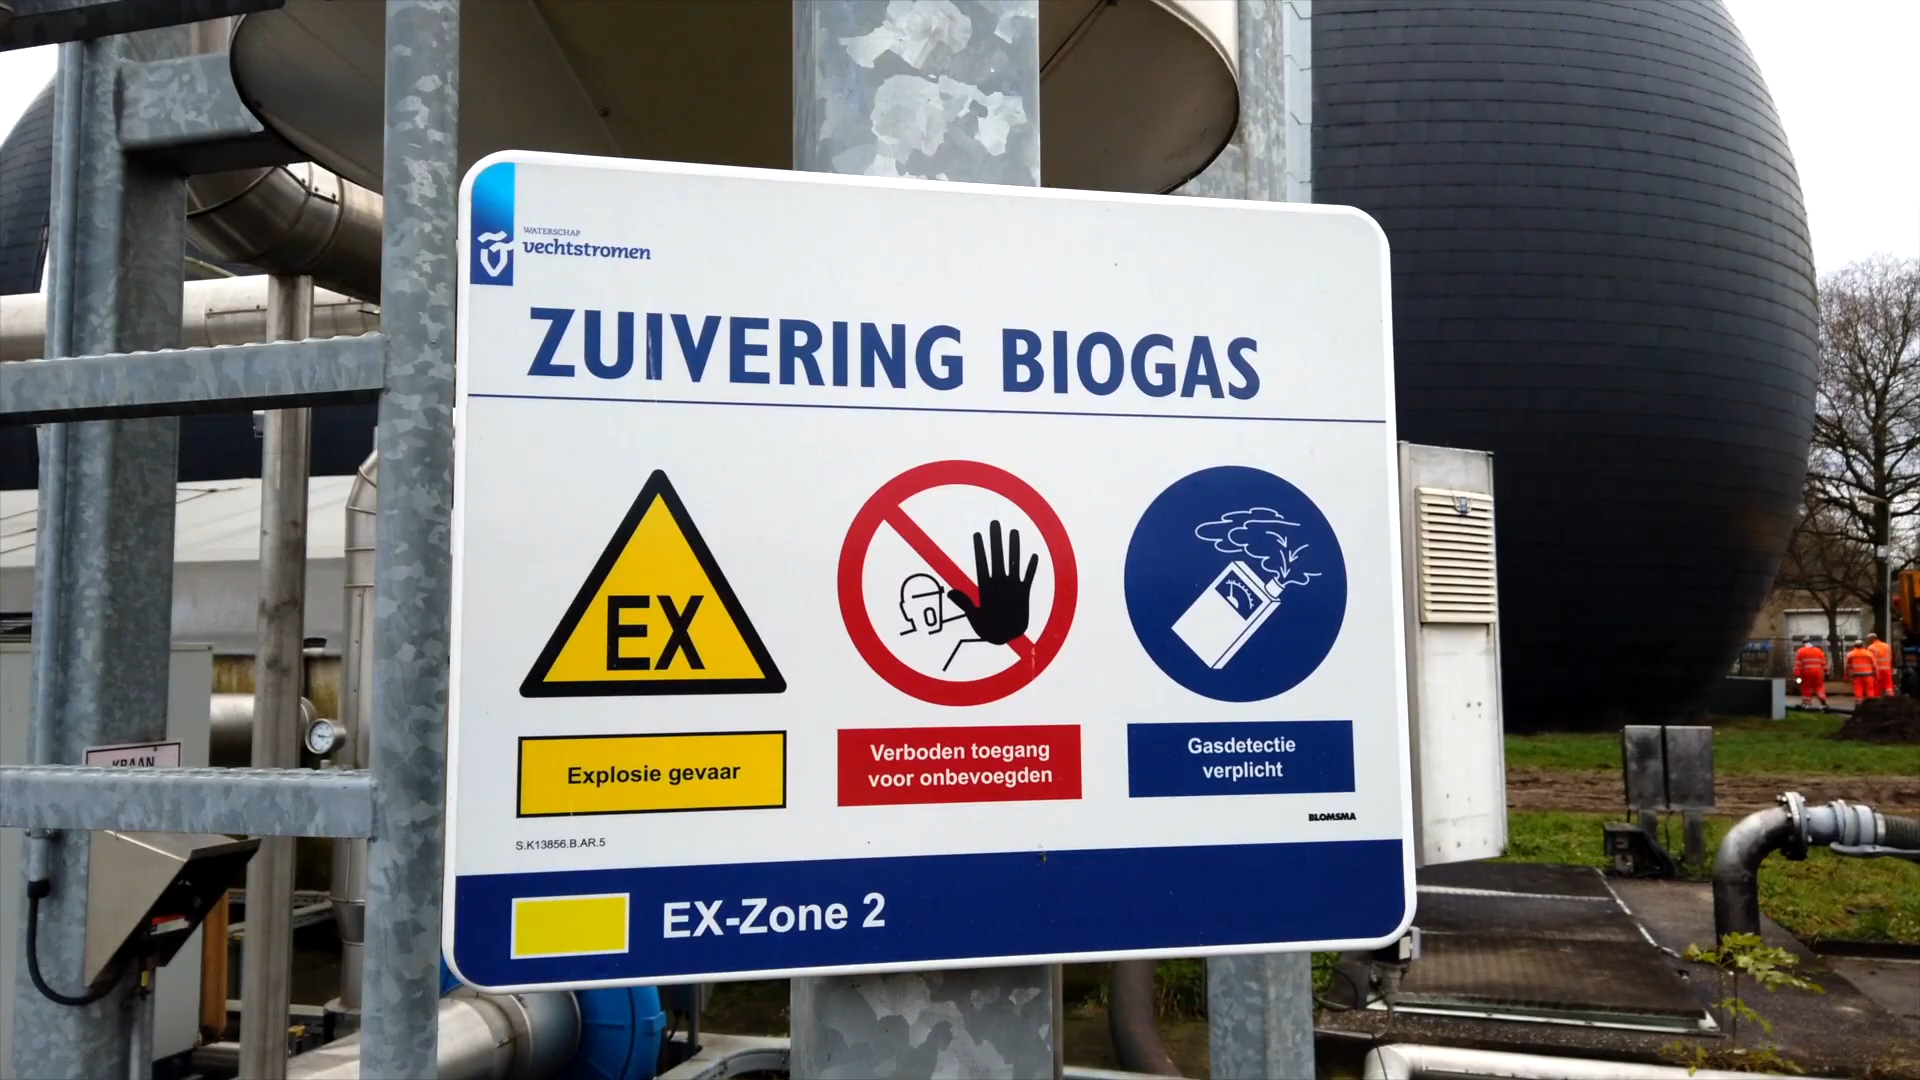 WATERSCHAP
vechtstromen
ZUIVERING BIOGAS
EX
Explosie gevaar
Verboden toegang
voor onbevoegden
Gasdetectie
verplicht
BLOMSMA
S.K13856.B.AR.5
EX-Zone 2
KRAAN